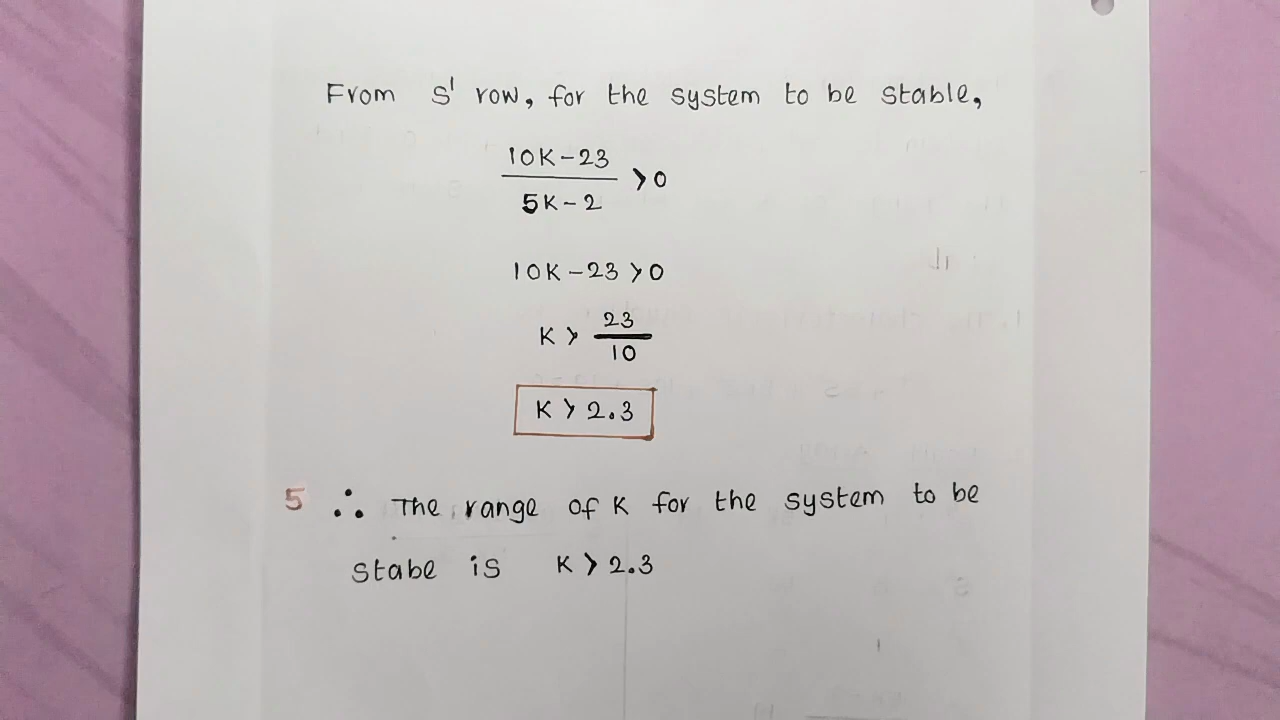 From S¹ row, for the system to be stable,
10K-23
5K-2
>0
10K-23>0
K > 23
10
K > 2.3
5 ∴ The range of K for the system to be
stabe is K > 2.3